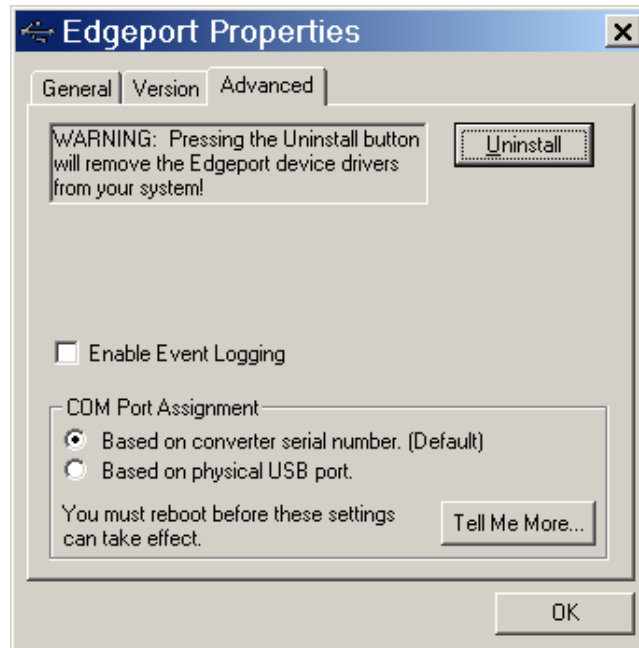 Edgeport Properties
General
Version
Advanced
WARNING:  Pressing the Uninstall button
will remove the Edgeport device drivers
from your system!
Uninstall
Enable Event Logging
COM Port Assignment
Based on converter serial number. (Default)
Based on physical USB port.
You must reboot before these settings
can take effect.
Tell Me More...
OK